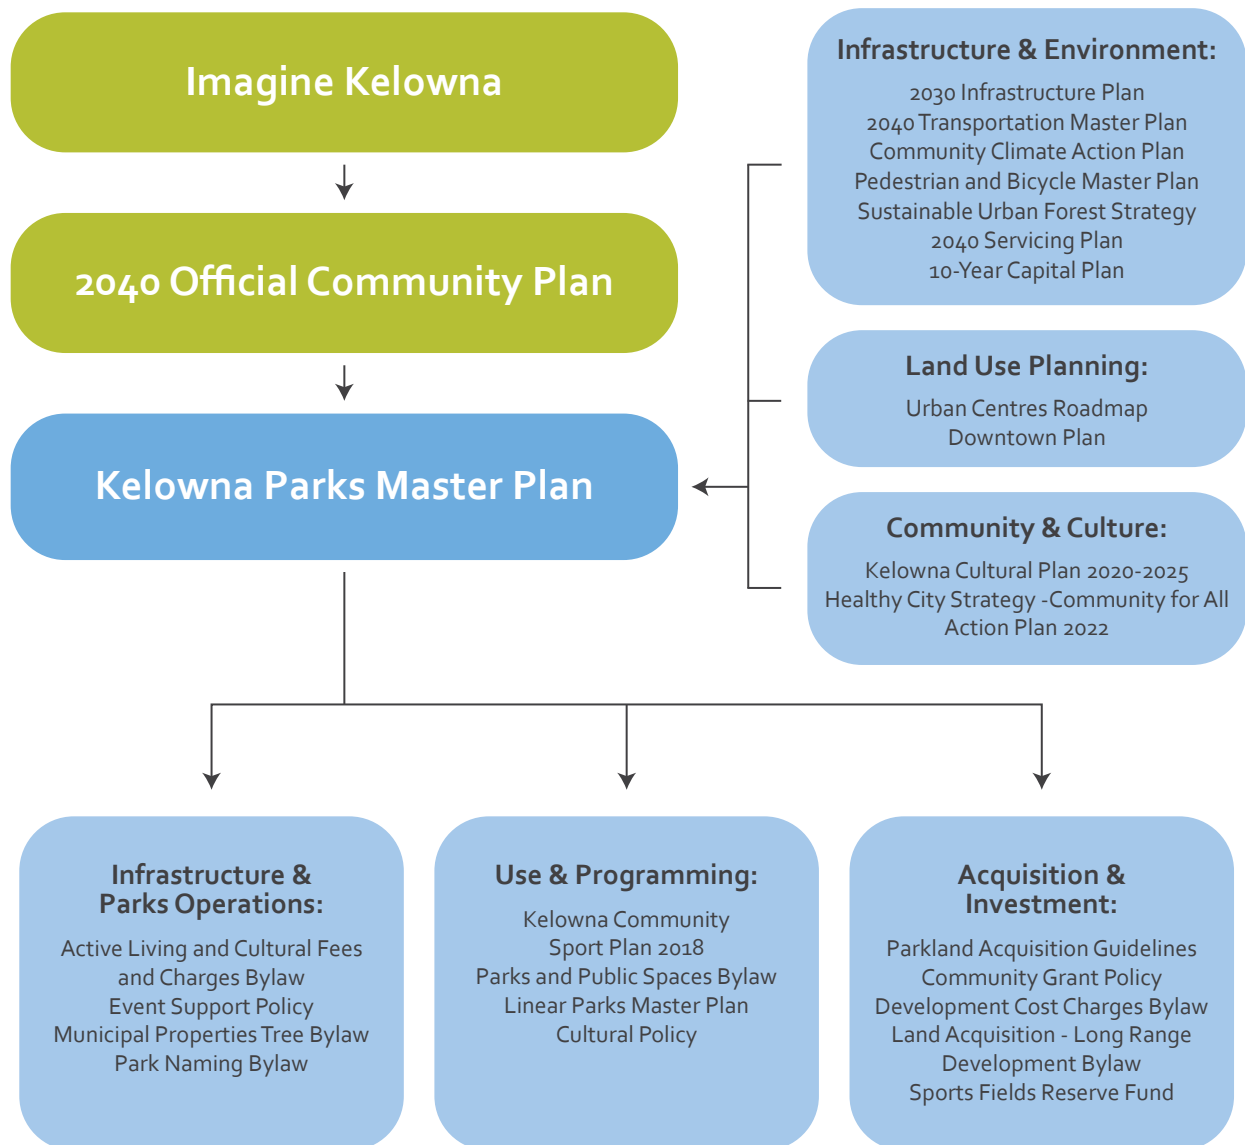 Imagine Kelowna
2040 Official Community Plan
Kelowna Parks Master Plan
Infrastructure & Environment:
2030 Infrastructure Plan
2040 Transportation Master Plan
Community Climate Action Plan
Pedestrian and Bicycle Master Plan
Sustainable Urban Forest Strategy
2040 Servicing Plan
10-Year Capital Plan
Land Use Planning:
Urban Centres Roadmap
Downtown Plan
Community & Culture:
Kelowna Cultural Plan 2020-2025
Healthy City Strategy -Community for All
Action Plan 2022
Infrastructure &
Parks Operations:
Active Living and Cultural Fees
and Charges Bylaw
Event Support Policy
Municipal Properties Tree Bylaw
Park Naming Bylaw
Use & Programming:
Kelowna Community
Sport Plan 2018
Parks and Public Spaces Bylaw
Linear Parks Master Plan
Cultural Policy
Acquisition &
Investment:
Parkland Acquisition Guidelines
Community Grant Policy
Development Cost Charges Bylaw
Land Acquisition - Long Range
Development Bylaw
Sports Fields Reserve Fund